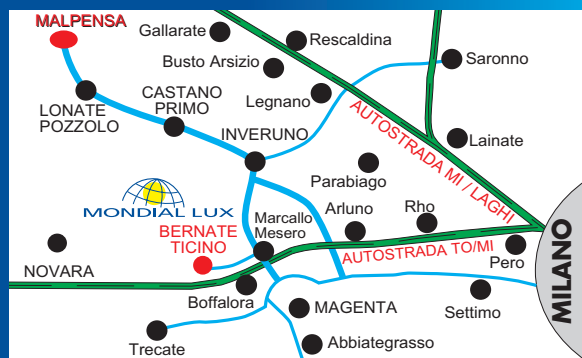 MALPENSA
Gallarate
Rescaldina
Busto Arsizio
Saronno
LONATE
POZZOLO
CASTANO
PRIMO
Legnano
INVERUNO
AUTOSTRADA MI / LAGHI
Lainate
Parabiago
MONDIAL LUX
BERNATE
TICINO
Marcallo
Mesero
Arluno
Rho
NOVARA
AUTOSTRADA TO/MI
Pero
MILANO
Boffalora
MAGENTA
Settimo
Trecate
Abbiategrasso